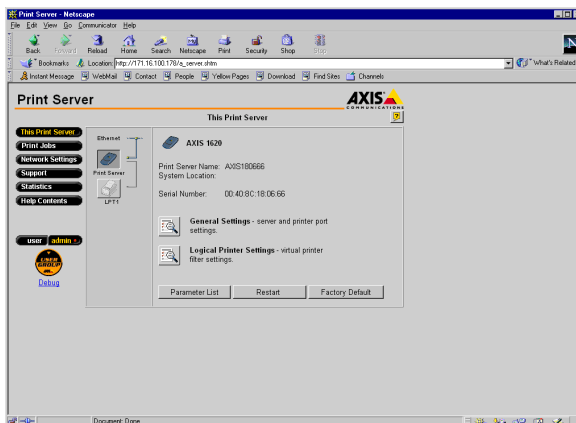 Print Server - Netscape
File Edit View Go Communicator Help
Back Forward Reload Home Search Netscape Print Security Shop Stop
Bookmarks Location: http://171.16.100.178/a_server.shtm What's Related
Instant Message WebMail Contact People Yellow Pages Download Find Sites Channels
Print Server
AXIS
COMMUNICATIONS
This Print Server
?
This Print Server
Print Jobs
Network Settings
Support
Statistics
Help Contents
user admin
USER GROUP
Debug
Ethernet
Print Server
LPT1
AXIS 1620
Print Server Name: AXIS180666
System Location:
Serial Number: 00:40:8C:18:06:66
General Settings - server and printer port
settings.
Logical Printer Settings - virtual printer
filter settings.
Parameter List Restart Factory Default
Document: Done